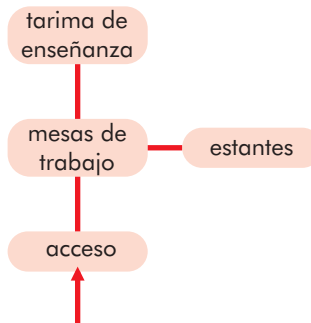 tarima de
enseñanza
mesas de
trabajo
estantes
acceso